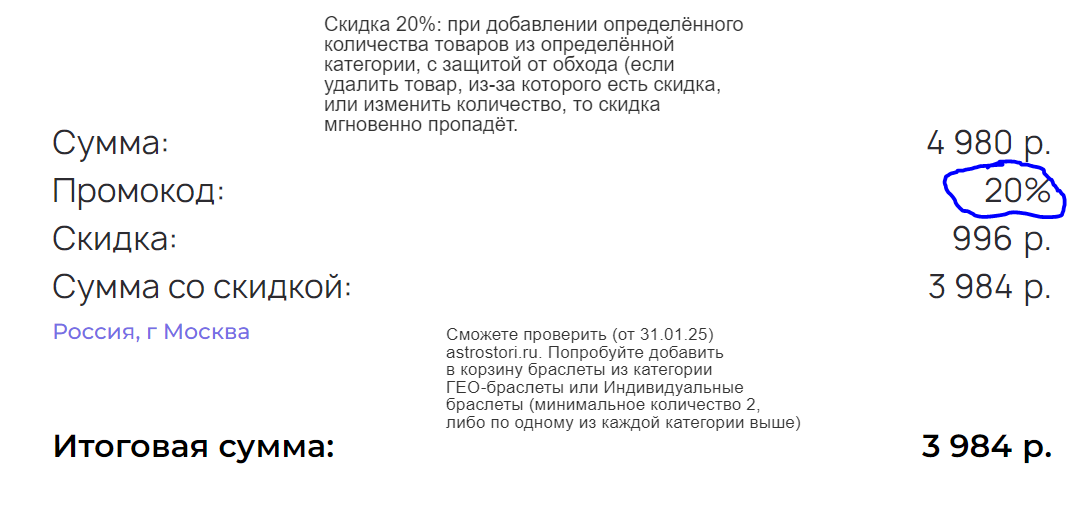 Скидка 20%: при добавлении определённого
количества товаров из определённой
категории, с защитой от обхода (если
удалить товар, из-за которого есть скидка,
или изменить количество, то скидка
мгновенно пропадёт.
Сумма: 4 980 р.
Промокод: 20%
Скидка: 996 р.
Сумма со скидкой: 3 984 р.
Россия, г Москва
Сможете проверить (от 31.01.25)
astrostori.ru. Попробуйте добавить
в корзину браслеты из категории
ГЕО-браслеты или Индивидуальные
браслеты (минимальное количество 2,
либо по одному из каждой категории выше)
Итоговая сумма: 3 984 р.